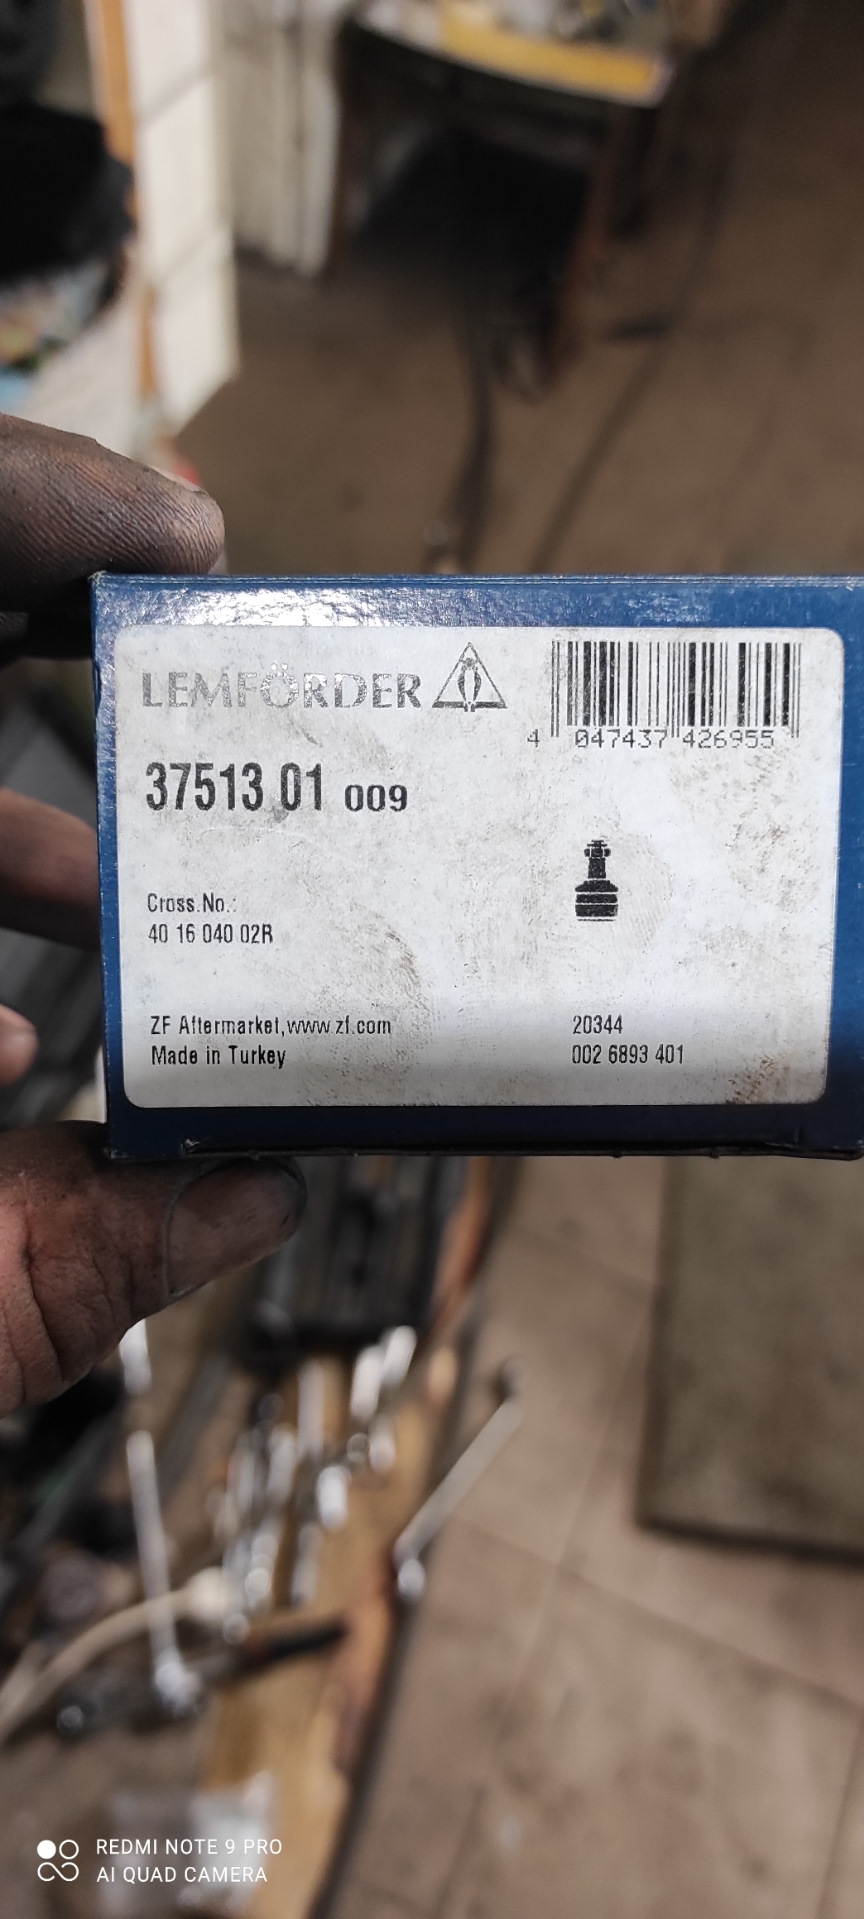 LEMFÖRDER
4 047437 426955
37513 01 009
Cross.No.:
40 16 040 02R
ZF Aftermarket,www.zf.com
Made in Turkey
20344
002 6893 401
REDMI NOTE 9 PRO
AI QUAD CAMERA